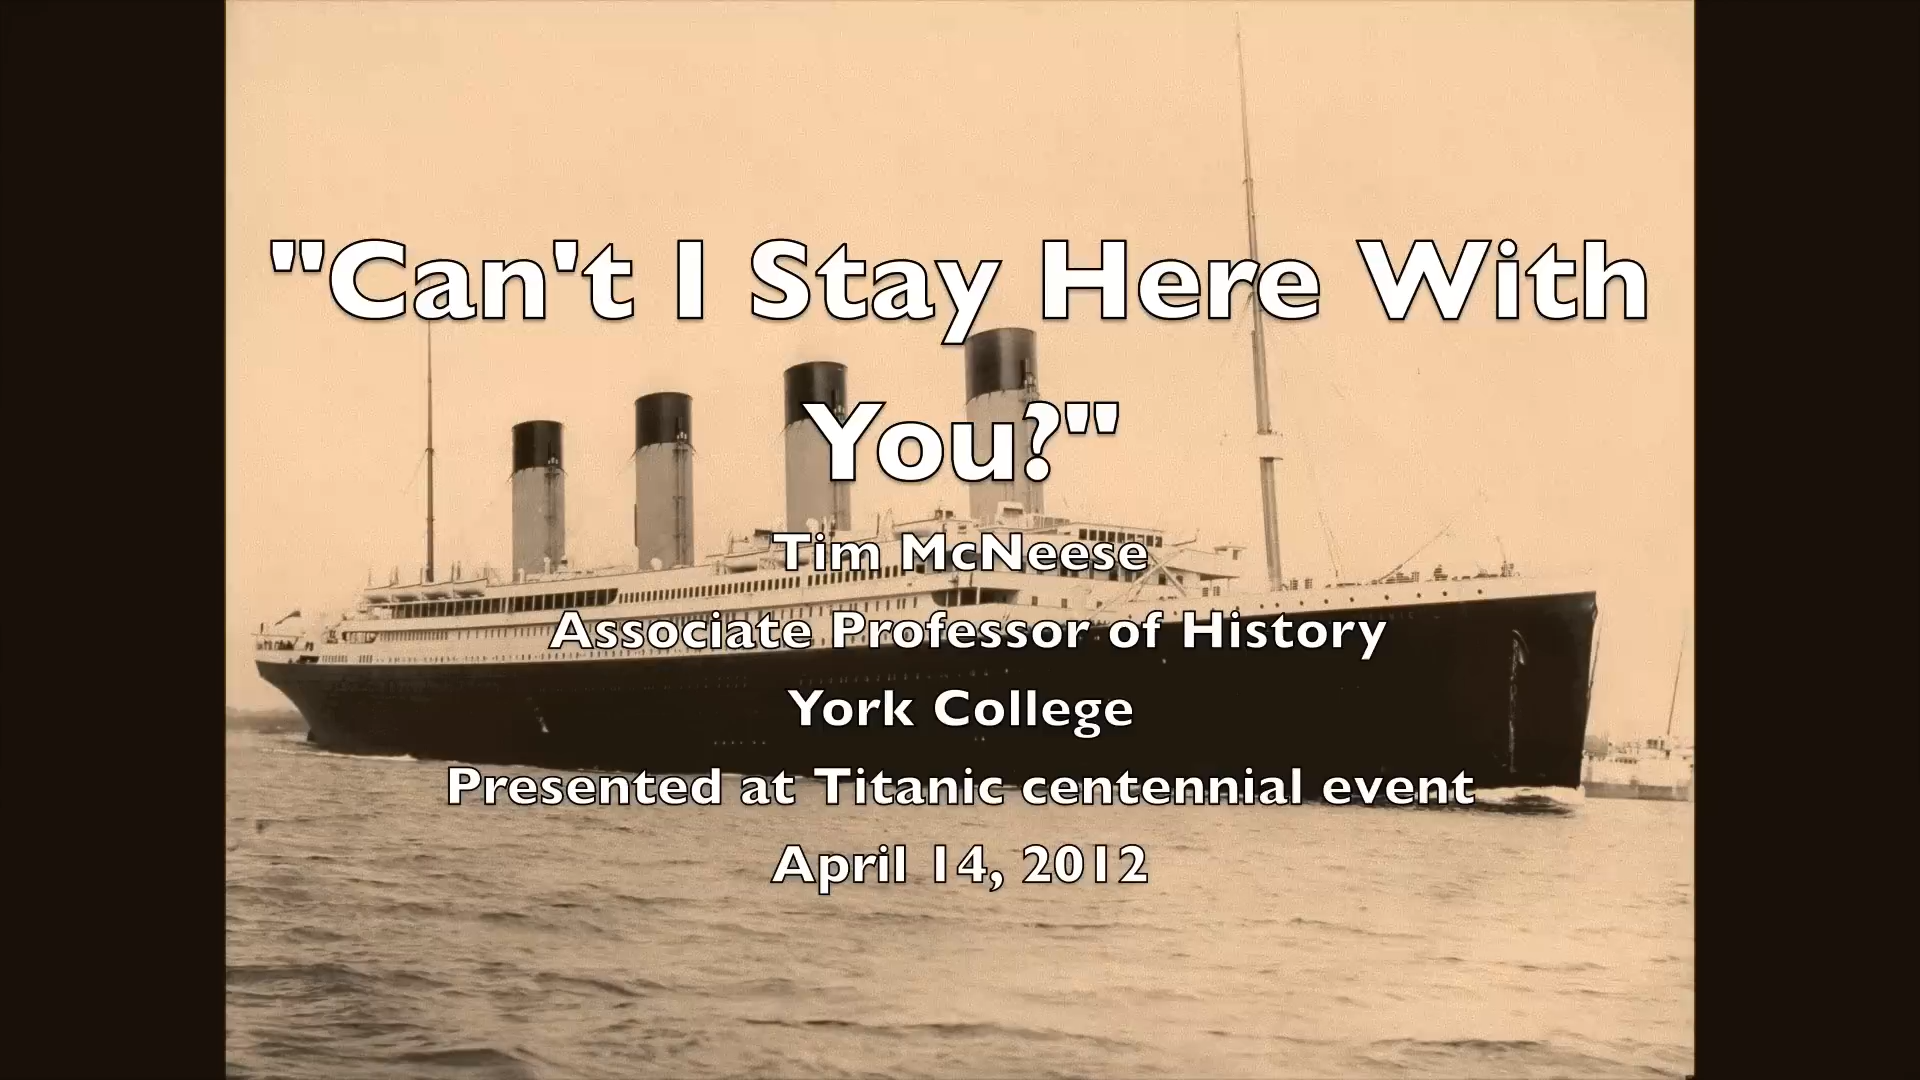 "Can't I Stay Here With
You?"
Tim McNeese
Associate Professor of History
York College
Presented at Titanic centennial event
April 14, 2012